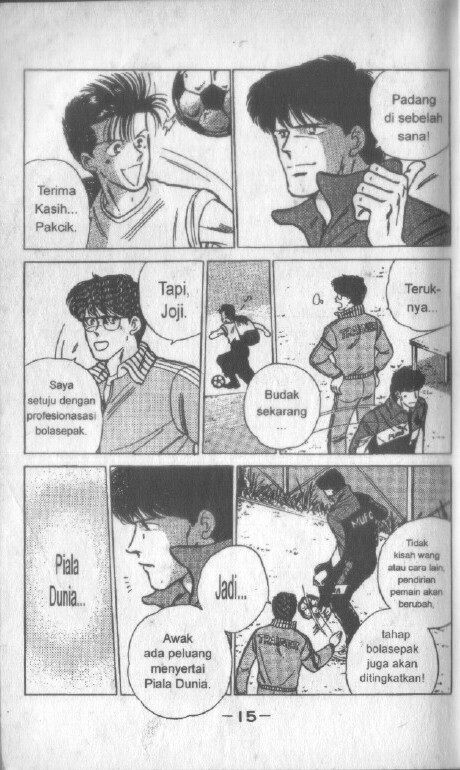 Terima
Kasih...
Pakcik.
Padang
di sebelah
sana!
Tapi,
Joji.
Saya
setuju dengan
profesionasasi
bolasepak.
Teruk-
nya...
Budak
sekarang
Piala
Dunia...
Jadi...
Awak
ada peluang
menyertai
Piala Dunia.
Tidak
kisah wang
atau cara lain,
pendirian
pemain akan
berubah,
tahap
bolasepak
juga akan
ditingkatkan!
-15-